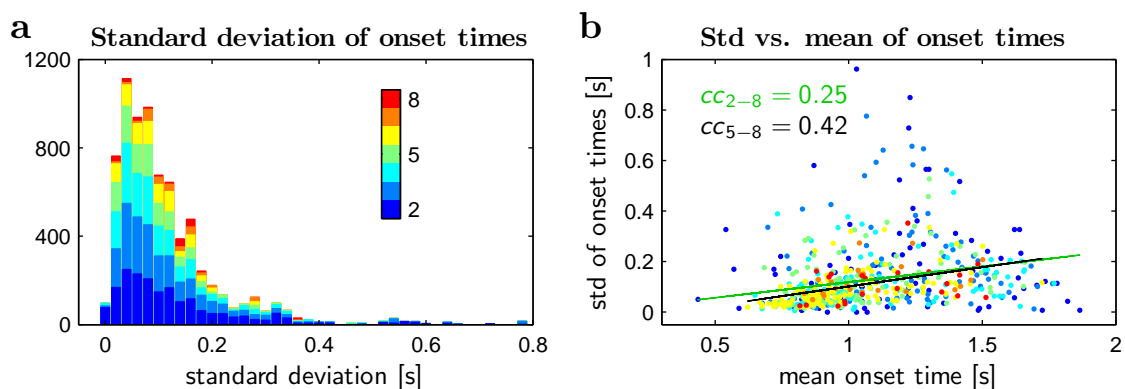 a
Standard deviation of onset times
1200
800
400
0
8
5
2
0
0.2
0.4
0.6
0.8
standard deviation [s]
b
Std vs. mean of onset times
std of onset times [s]
1
0.8
0.6
0.4
0.2
0
cc2−8 = 0.25
cc5−8 = 0.42
0.5
1
1.5
2
mean onset time [s]